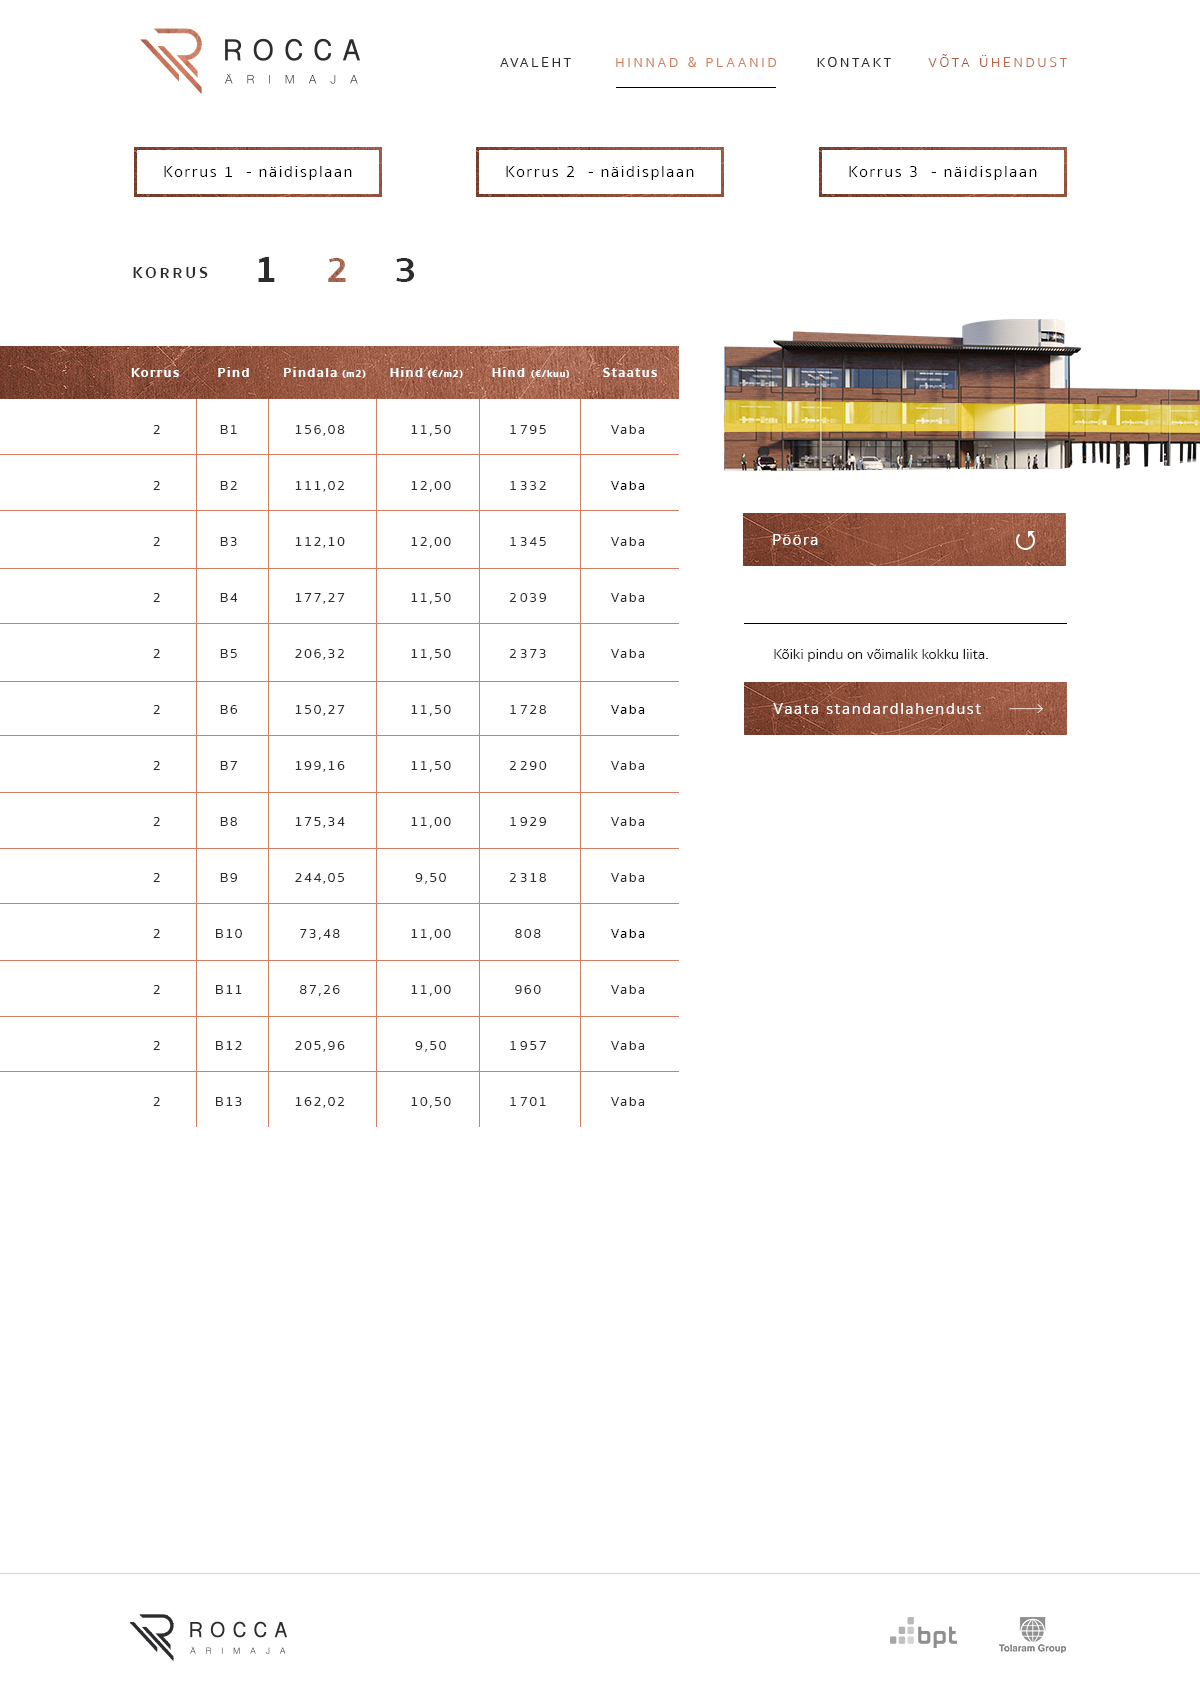 ROCCA
ÄRIMAJA
AVALEHT HINNAD & PLAANID KONTAKT VÕTA ÜHENDUST
Korrus 1 - näidisplaan Korrus 2 - näidisplaan Korrus 3 - näidisplaan
KORRUS 1 2 3
Korrus Pind Pindala (m2) Hind (€/m2) Hind (€/kuu) Staatus
2 B1 156,08 11,50 1795 Vaba
2 B2 111,02 12,00 1332 Vaba
2 B3 112,10 12,00 1345 Vaba
2 B4 177,27 11,50 2039 Vaba
2 B5 206,32 11,50 2373 Vaba
2 B6 150,27 11,50 1728 Vaba
2 B7 199,16 11,50 2290 Vaba
2 B8 175,34 11,00 1929 Vaba
2 B9 244,05 9,50 2318 Vaba
2 B10 73,48 11,00 808 Vaba
2 B11 87,26 11,00 960 Vaba
2 B12 205,96 9,50 1957 Vaba
2 B13 162,02 10,50 1701 Vaba
Pööra
Kõiki pindu on võimalik kokku liita.
Vaata standardlahendust
ROCCA
ÄRIMAJA
bpt
Tolaram Group